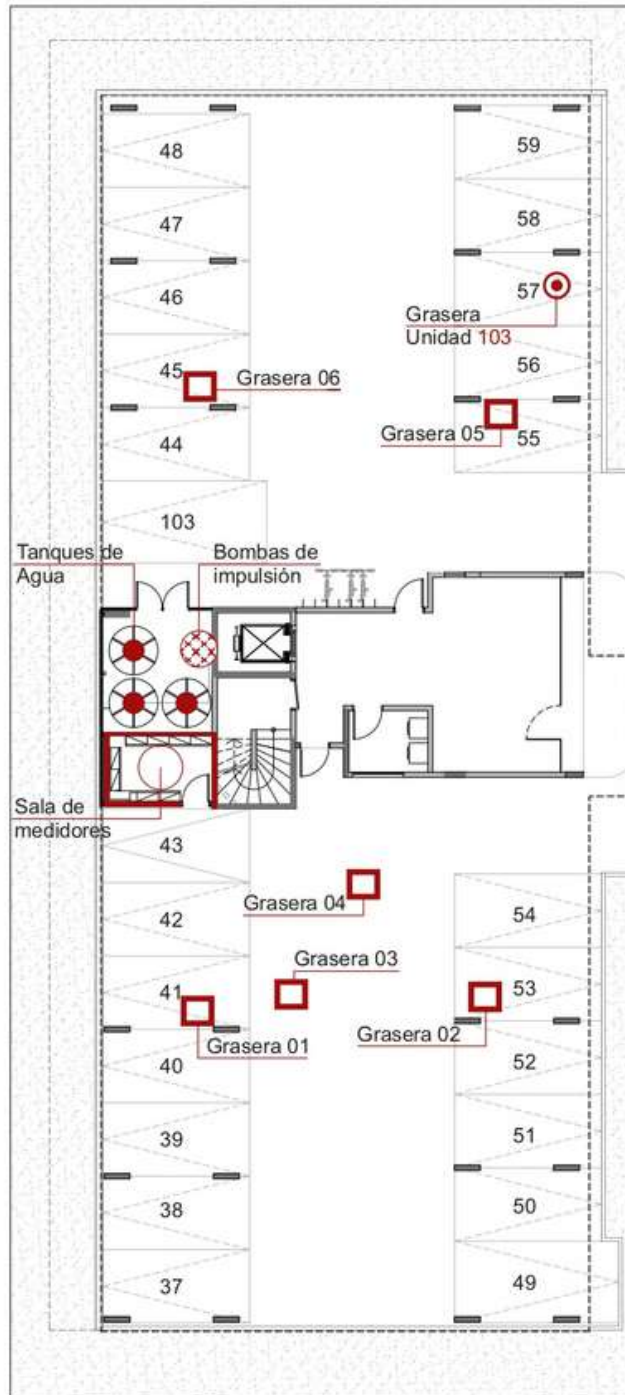 48
59
47
58
46
57
Grasera
Unidad 103
45
56
Grasera 06
Grasera 05
55
44
103
Tanques de
Agua
Bombas de
impulsión
Sala de
medidores
43
42
54
Grasera 04
Grasera 03
41
53
Grasera 01
Grasera 02
40
52
39
51
38
50
37
49